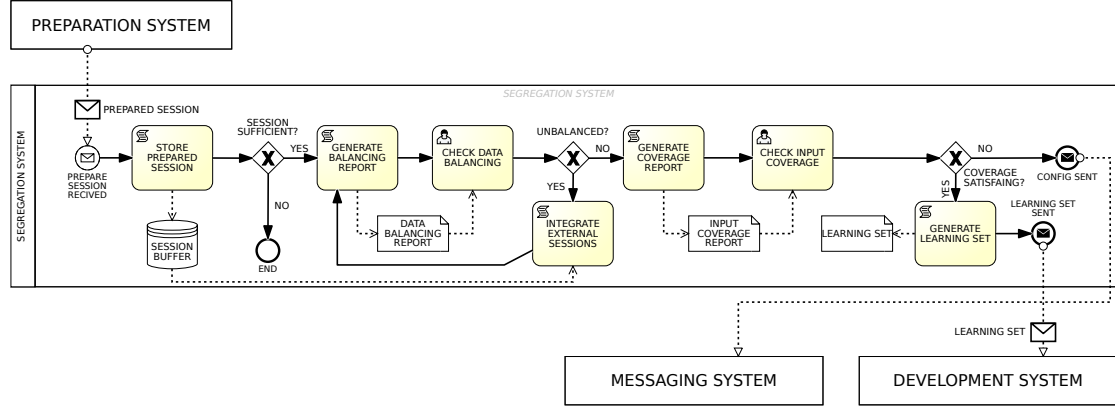 PREPARATION SYSTEM
SEGREGATION SYSTEM
SEGREGATION SYSTEM
PREPARED SESSION
PREPARE
SESSION
RECIVED
STORE
PREPARED
SESSION
SESSION
BUFFER
SESSION
SUFFICIENT?
YES
NO
END
GENERATE
BALANCING
REPORT
DATA
BALANCING
REPORT
CHECK DATA
BALANCING
UNBALANCED?
NO
YES
INTEGRATE
EXTERNAL
SESSIONS
GENERATE
COVERAGE
REPORT
INPUT
COVERAGE
REPORT
CHECK INPUT
COVERAGE
NO
COVERAGE
SATISFAING?
YES
CONFIG SENT
LEARNING SET
GENERATE
LEARNING SET
LEARNING SET
SENT
LEARNING SET
MESSAGING SYSTEM
DEVELOPMENT SYSTEM